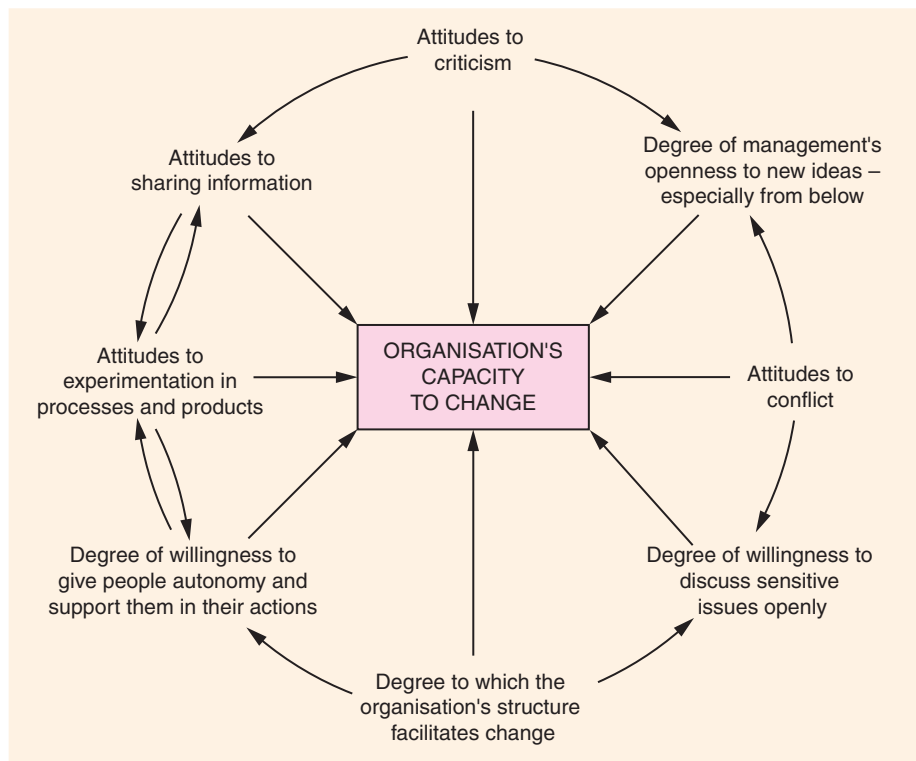 Attitudes to
criticism
Attitudes to
sharing information
Degree of management's
openness to new ideas –
especially from below
ORGANISATION'S
CAPACITY
TO CHANGE
Attitudes to
experimentation in
processes and products
Attitudes to
conflict
Degree of willingness to
give people autonomy and
support them in their actions
Degree of willingness to
discuss sensitive
issues openly
Degree to which the
organisation's structure
facilitates change